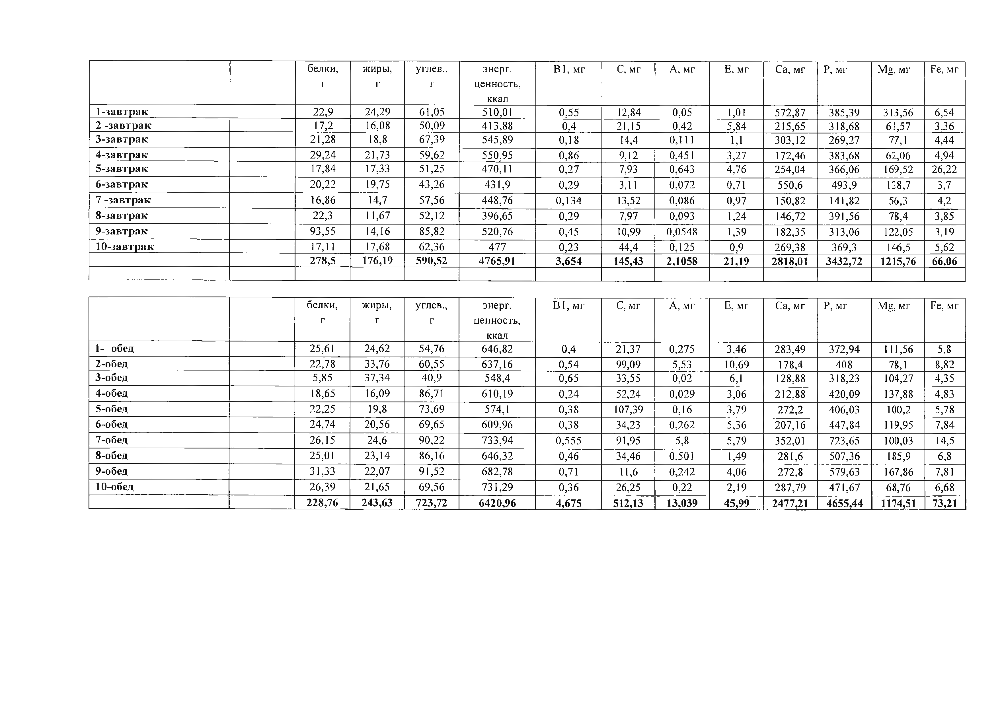 белки, г жиры, г углев., г энерг. ценность, ккал В1, мг С, мг А, мг Е, мг Са, мг Р, мг Mg, мг Fe, мг
1-завтрак 22,9 24,29 61,05 510,01 0,55 12,84 0,05 1,01 572,87 385,39 313,56 6,54
2 -завтрак 17,2 16,08 50,09 413,88 0,4 21,15 0,42 5,84 215,65 318,68 61,57 3,36
3-завтрак 21,28 18,8 67,39 545,89 0,18 14,4 0,111 1,1 303,12 269,27 77,1 4,44
4-завтрак 29,24 21,73 59,62 550,95 0,86 9,12 0,451 3,27 172,46 383,68 62,06 4,94
5-завтрак 17,84 17,33 51,25 470,11 0,27 7,93 0,643 4,76 254,04 366,06 169,52 26,22
6-завтрак 20,22 19,75 43,26 431,9 0,29 3,11 0,072 0,71 550,6 493,9 128,7 3,7
7 -завтрак 16,86 14,7 57,56 448,76 0,134 13,52 0,086 0,97 150,82 141,82 56,3 4,2
8-завтрак 22,3 11,67 52,12 396,65 0,29 7,97 0,093 1,24 146,72 391,56 78,4 3,85
9-завтрак 93,55 14,16 85,82 520,76 0,45 10,99 0,0548 1,39 182,35 313,06 122,05 3,19
10-завтрак 17,11 17,68 62,36 477 0,23 44,4 0,125 0,9 269,38 369,3 146,5 5,62
278,5 176,19 590,52 4765,91 3,654 145,43 2,1058 21,19 2818,01 3432,72 1215,76 66,06
белки, г жиры, г углев., г энерг. ценность, ккал В1, мг С, мг А, мг Е, мг Са, мг Р, мг Mg, мг Fe, мг
1- обед 25,61 24,62 54,76 646,82 0,4 21,37 0,275 3,46 283,49 372,94 111,56 5,8
2-обед 22,78 33,76 60,55 637,16 0,54 99,09 5,53 10,69 178,4 408 78,1 8,82
3-обед 5,85 37,34 40,9 548,4 0,65 33,55 0,02 6,1 128,88 318,23 104,27 4,35
4-обед 18,65 16,09 86,71 610,19 0,24 52,24 0,029 3,06 212,88 420,09 137,88 4,83
5-обед 22,25 19,8 73,69 574,1 0,38 107,39 0,16 3,79 272,2 406,03 100,2 5,78
6-обед 24,74 20,56 69,65 609,96 0,38 34,23 0,262 5,36 207,16 447,84 119,95 7,84
7-обед 26,15 24,6 90,22 733,94 0,555 91,95 5,8 5,79 352,01 723,65 100,03 14,5
8-обед 25,01 23,14 86,16 646,32 0,46 34,46 0,501 1,49 281,6 507,36 185,9 6,8
9-обед 31,33 22,07 91,52 682,78 0,71 11,6 0,242 4,06 272,8 579,63 167,86 7,81
10-обед 26,39 21,65 69,56 731,29 0,36 26,25 0,22 2,19 287,79 471,67 68,76 6,68
228,76 243,63 723,72 6420,96 4,675 512,13 13,039 45,99 2477,21 4655,44 1174,51 73,21